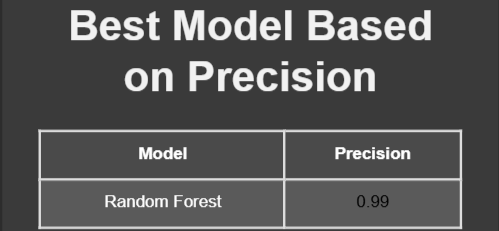 Best Model Based
on Precision
Model Precision
Random Forest 0.99